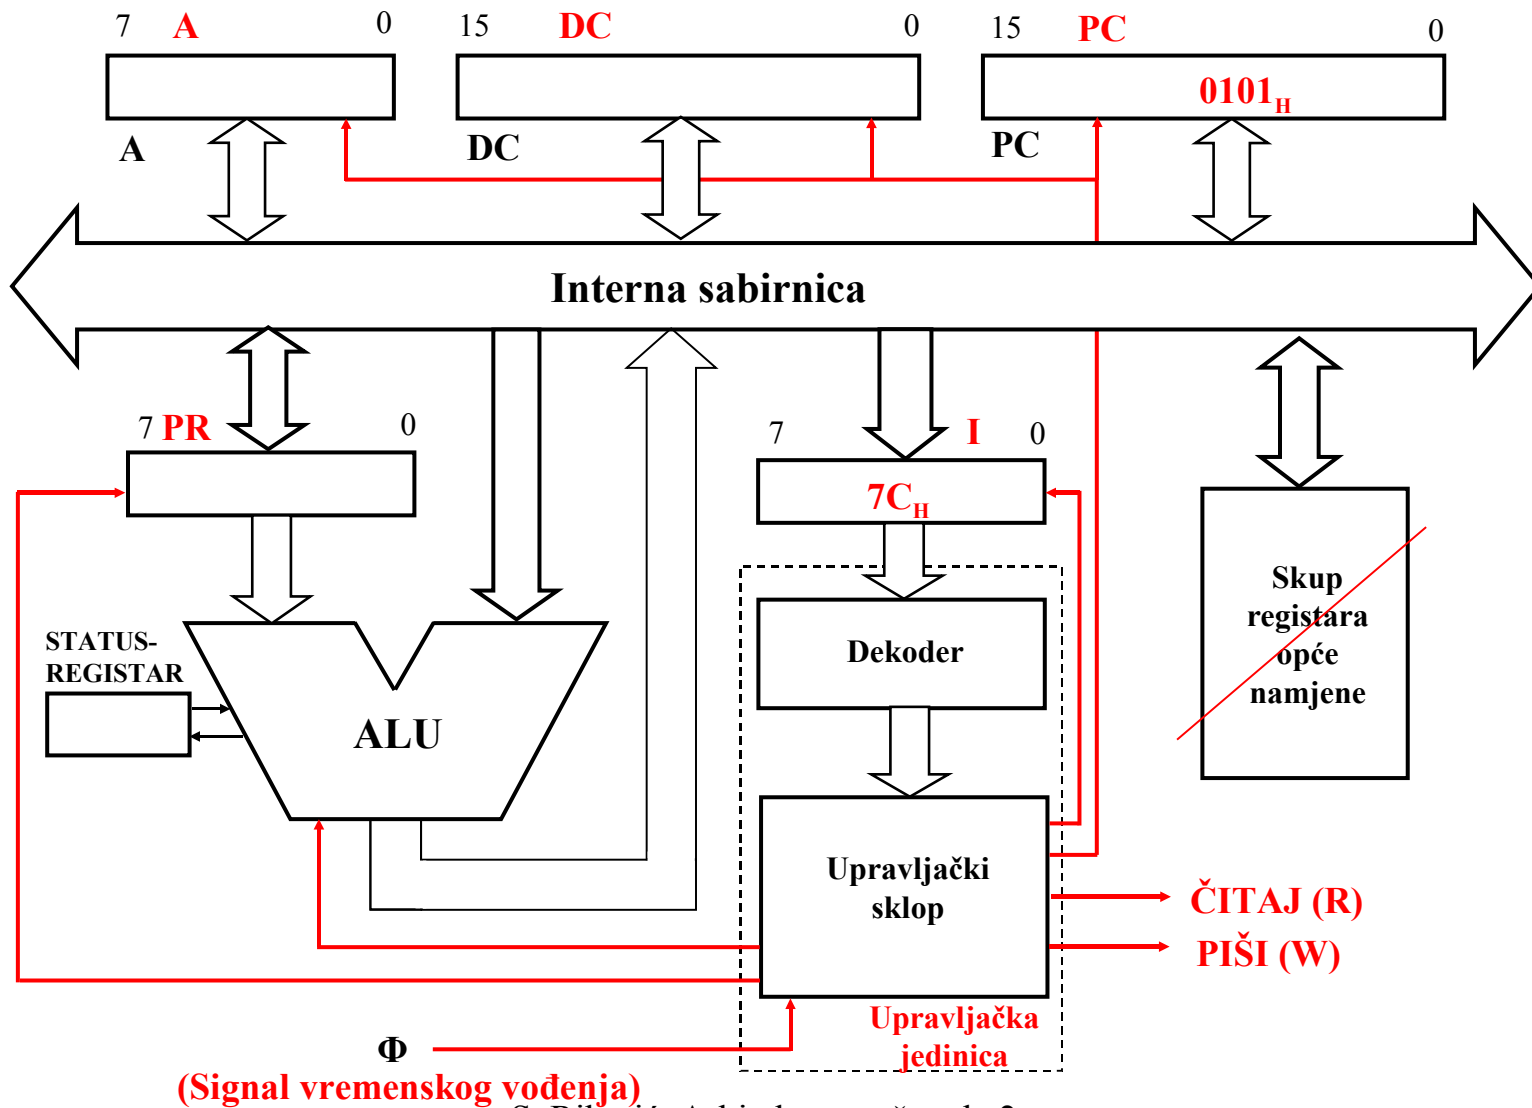 7 A 0 15 DC 0 15 PC 0
0101H
A DC PC
Interna sabirnica
7 PR 0 7 I 0
7CH
Skup
registara
opće
namjene
STATUS-
REGISTAR
Dekoder
ALU
Upravljački
sklop
ČITAJ (R)
PIŠI (W)
Upravljačka
jedinica
Φ
(Signal vremenskog vođenja)